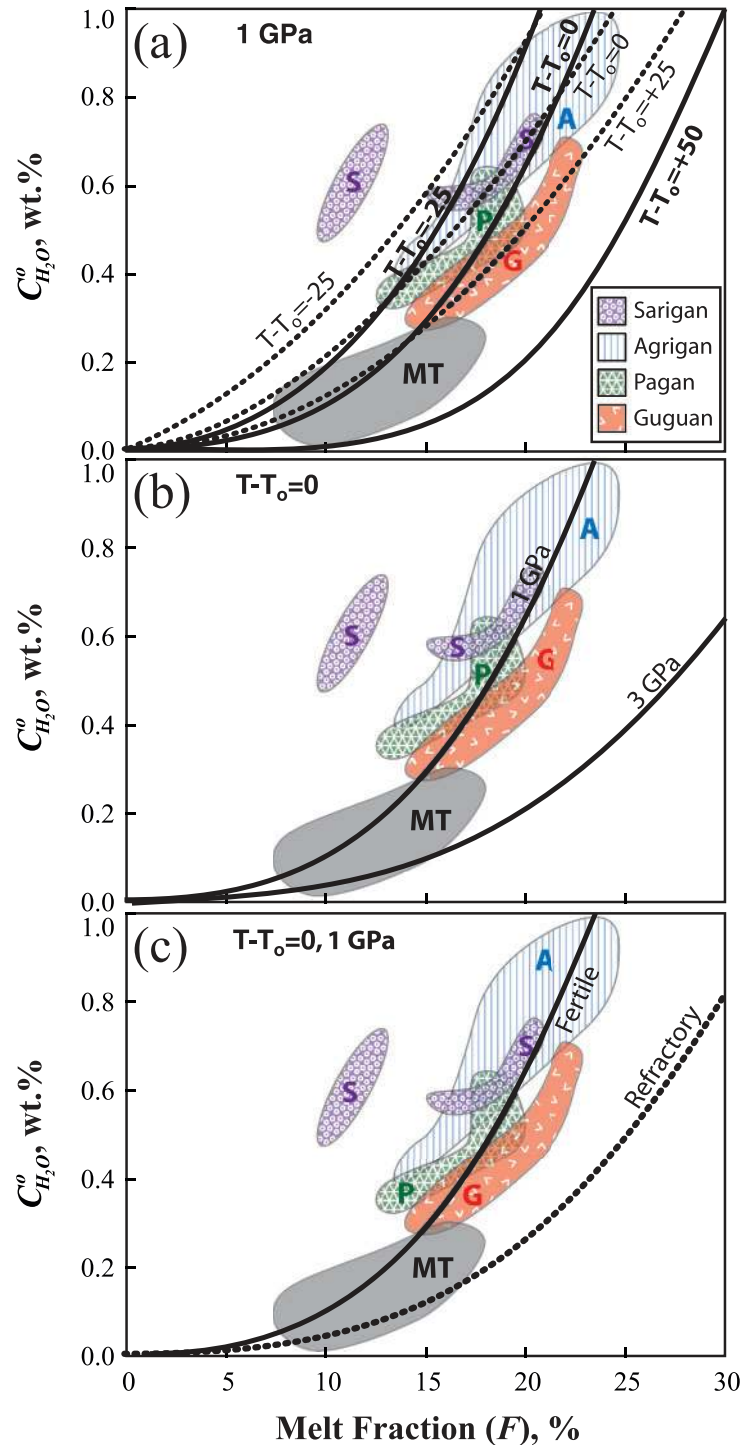 (a)
1 GPa
T-Tₒ=-25
T-Tₒ=-25
T-Tₒ=0
T-Tₒ=0
T-Tₒ=+25
T-Tₒ=+50
S
S
A
P
G
MT
Sarigan
Agrigan
Pagan
Guguan
1.0
0.8
0.6
0.4
0.2
0.0
C°H₂O, wt.%
(b)
T-Tₒ=0
1 GPa
3 GPa
S
S
A
P
G
MT
1.0
0.8
0.6
0.4
0.2
0.0
C°H₂O, wt.%
(c)
T-Tₒ=0, 1 GPa
Fertile
Refractory
S
S
A
P
G
MT
1.0
0.8
0.6
0.4
0.2
0.0
C°H₂O, wt.%
0 5 10 15 20 25 30
Melt Fraction (F), %